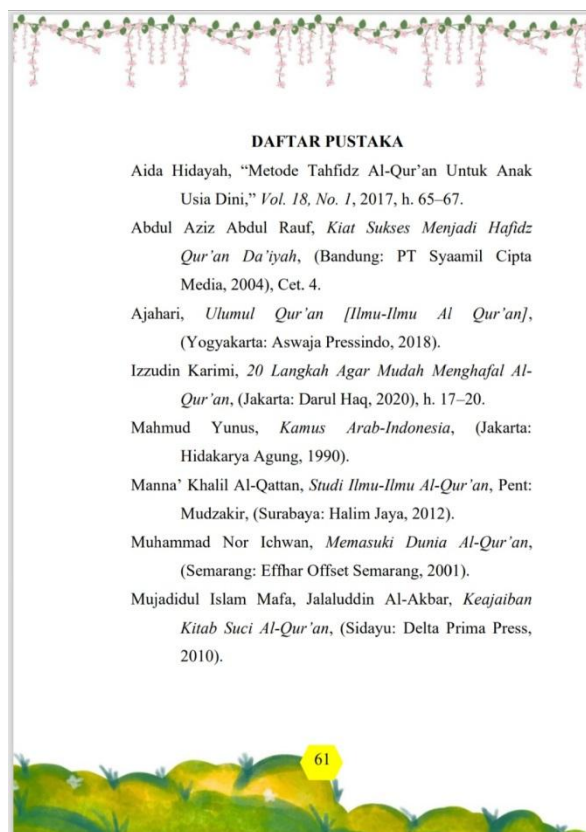 DAFTAR PUSTAKA
Aida Hidayah, “Metode Tahfidz Al-Qur’an Untuk Anak
Usia Dini,” Vol. 18, No. 1, 2017, h. 65–67.
Abdul Aziz Abdul Rauf, Kiat Sukses Menjadi Hafidz
Qur’an Da’iyah, (Bandung: PT Syaamil Cipta
Media, 2004), Cet. 4.
Ajahari, Ulumul Qur’an [Ilmu-Ilmu Al Qur’an],
(Yogyakarta: Aswaja Pressindo, 2018).
Izzudin Karimi, 20 Langkah Agar Mudah Menghafal Al-
Qur’an, (Jakarta: Darul Haq, 2020), h. 17–20.
Mahmud Yunus, Kamus Arab-Indonesia, (Jakarta:
Hidakarya Agung, 1990).
Manna’ Khalil Al-Qattan, Studi Ilmu-Ilmu Al-Qur’an, Pent:
Mudzakir, (Surabaya: Halim Jaya, 2012).
Muhammad Nor Ichwan, Memasuki Dunia Al-Qur’an,
(Semarang: Effhar Offset Semarang, 2001).
Mujadidul Islam Mafa, Jalaluddin Al-Akbar, Keajaiban
Kitab Suci Al-Qur’an, (Sidayu: Delta Prima Press,
2010).
61